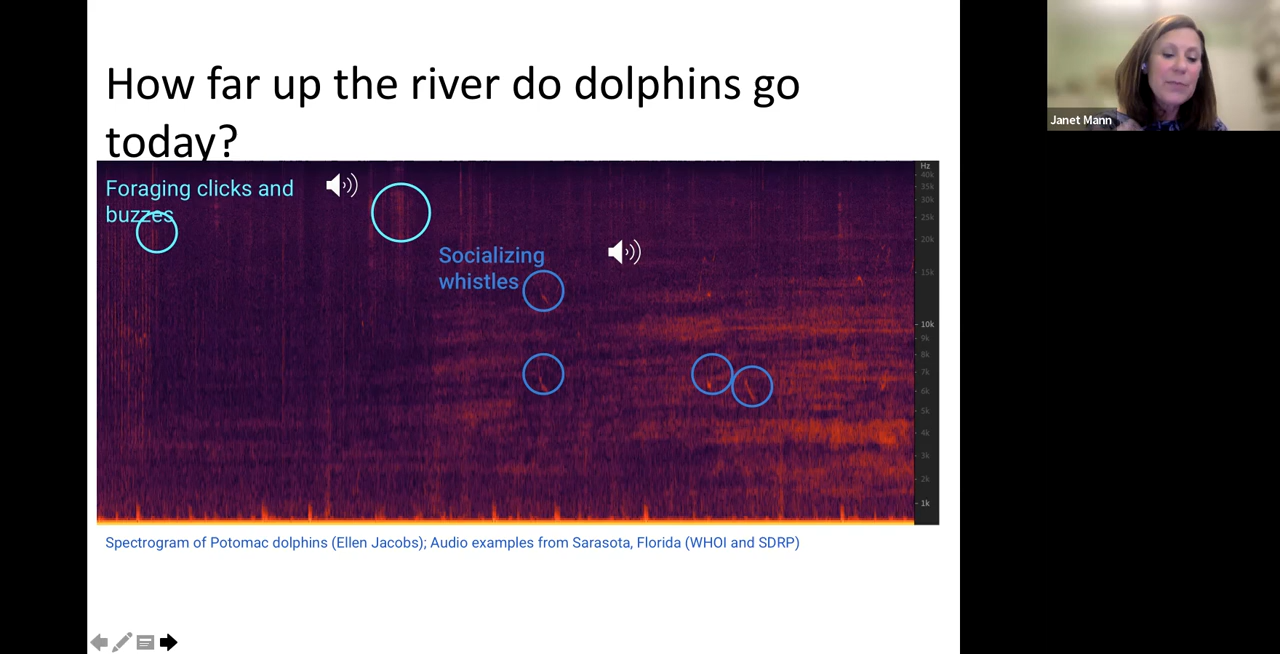 How far up the river do dolphins go
today?
Janet Mann
Foraging clicks and
buzzes
Socializing
whistles
Hz
40k
35k
30k
25k
20k
15k
10k
9k
8k
7k
6k
5k
4k
3k
2k
1k
Spectrogram of Potomac dolphins (Ellen Jacobs); Audio examples from Sarasota, Florida (WHOI and SDRP)